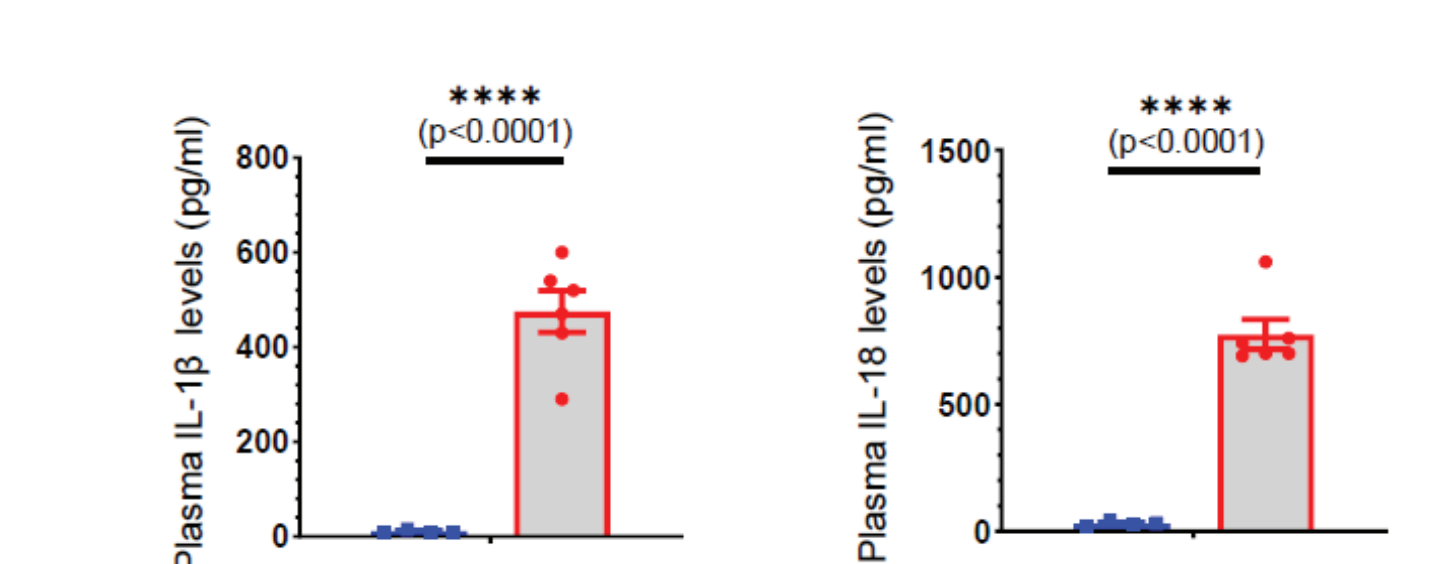 ****
(p<0.0001)
Plasma IL-1β levels (pg/ml)
800
600
400
200
0
****
(p<0.0001)
Plasma IL-18 levels (pg/ml)
1500
1000
500
0